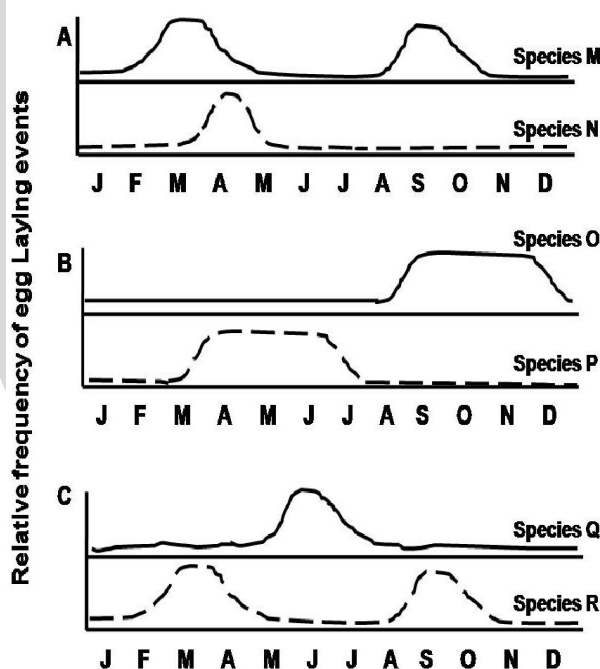 Relative frequency of egg Laying events
A
Species M
Species N
J F M A M J J A S O N D
B
Species O
Species P
J F M A M J J A S O N D
C
Species Q
Species R
J F M A M J J A S O N D